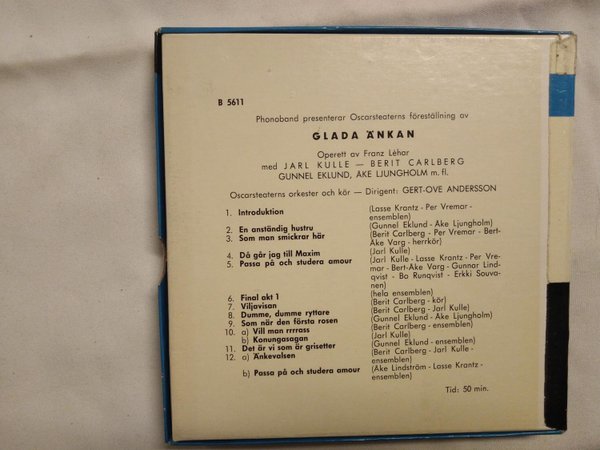 B 5611
Phonoband presenterar Oscarsteaterns föreställning av
GLADA ÄNKAN
Operett av Franz Léhar
med JARL KULLE — BERIT CARLBERG
GUNNEL EKLUND, ÅKE LJUNGHOLM m. fl.
Oscarsteaterns orkester och kör — Dirigent: GERT-OVE ANDERSSON
1. Introduktion (Lasse Krantz - Per Vremar -
ensemblen)
2. En anständig hustru (Gunnel Eklund - Åke Ljungholm)
3. Som man smickrar här (Berit Carlberg - Per Vremar - Bert-
Åke Varg - herrkör)
4. Då går jag till Maxim (Jarl Kulle)
5. Passa på och studera amour (Jarl Kulle - Lasse Krantz - Per Vre-
mar - Bert-Åke Varg - Gunnar Lind-
qvist - Bo Runqvist - Erkki Souva-
nen)
6. Final akt 1 (hela ensemblen)
7. Viljavisan (Berit Carlberg - kör)
8. Dumme, dumme ryttare (Berit Carlberg - Jarl Kulle)
9. Som när den första rosen (Gunnel Eklund - Åke Ljungholm)
10. a) Vill man rrrrass (Berit Carlberg - ensemblen)
b) Konungasagan (Jarl Kulle)
11. Det är vi som är grisetter (Gunnel Eklund - ensemblen)
12. a) Änkevalsen (Berit Carlberg - Jarl Kulle -
ensemblen)
b) Passa på och studera amour (Åke Lindström - Lasse Krantz -
ensemblen)
Tid: 50 min.